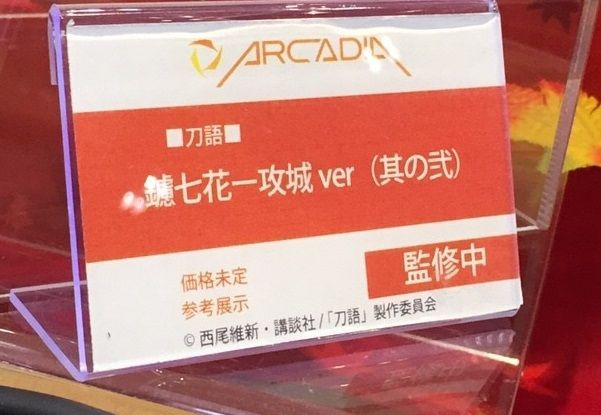 ARCADIA
■刀語■
鑢七花一攻城 ver（其の弐）
価格未定
監修中
参考展示
© 西尾維新・講談社/「刀語」製作委員会